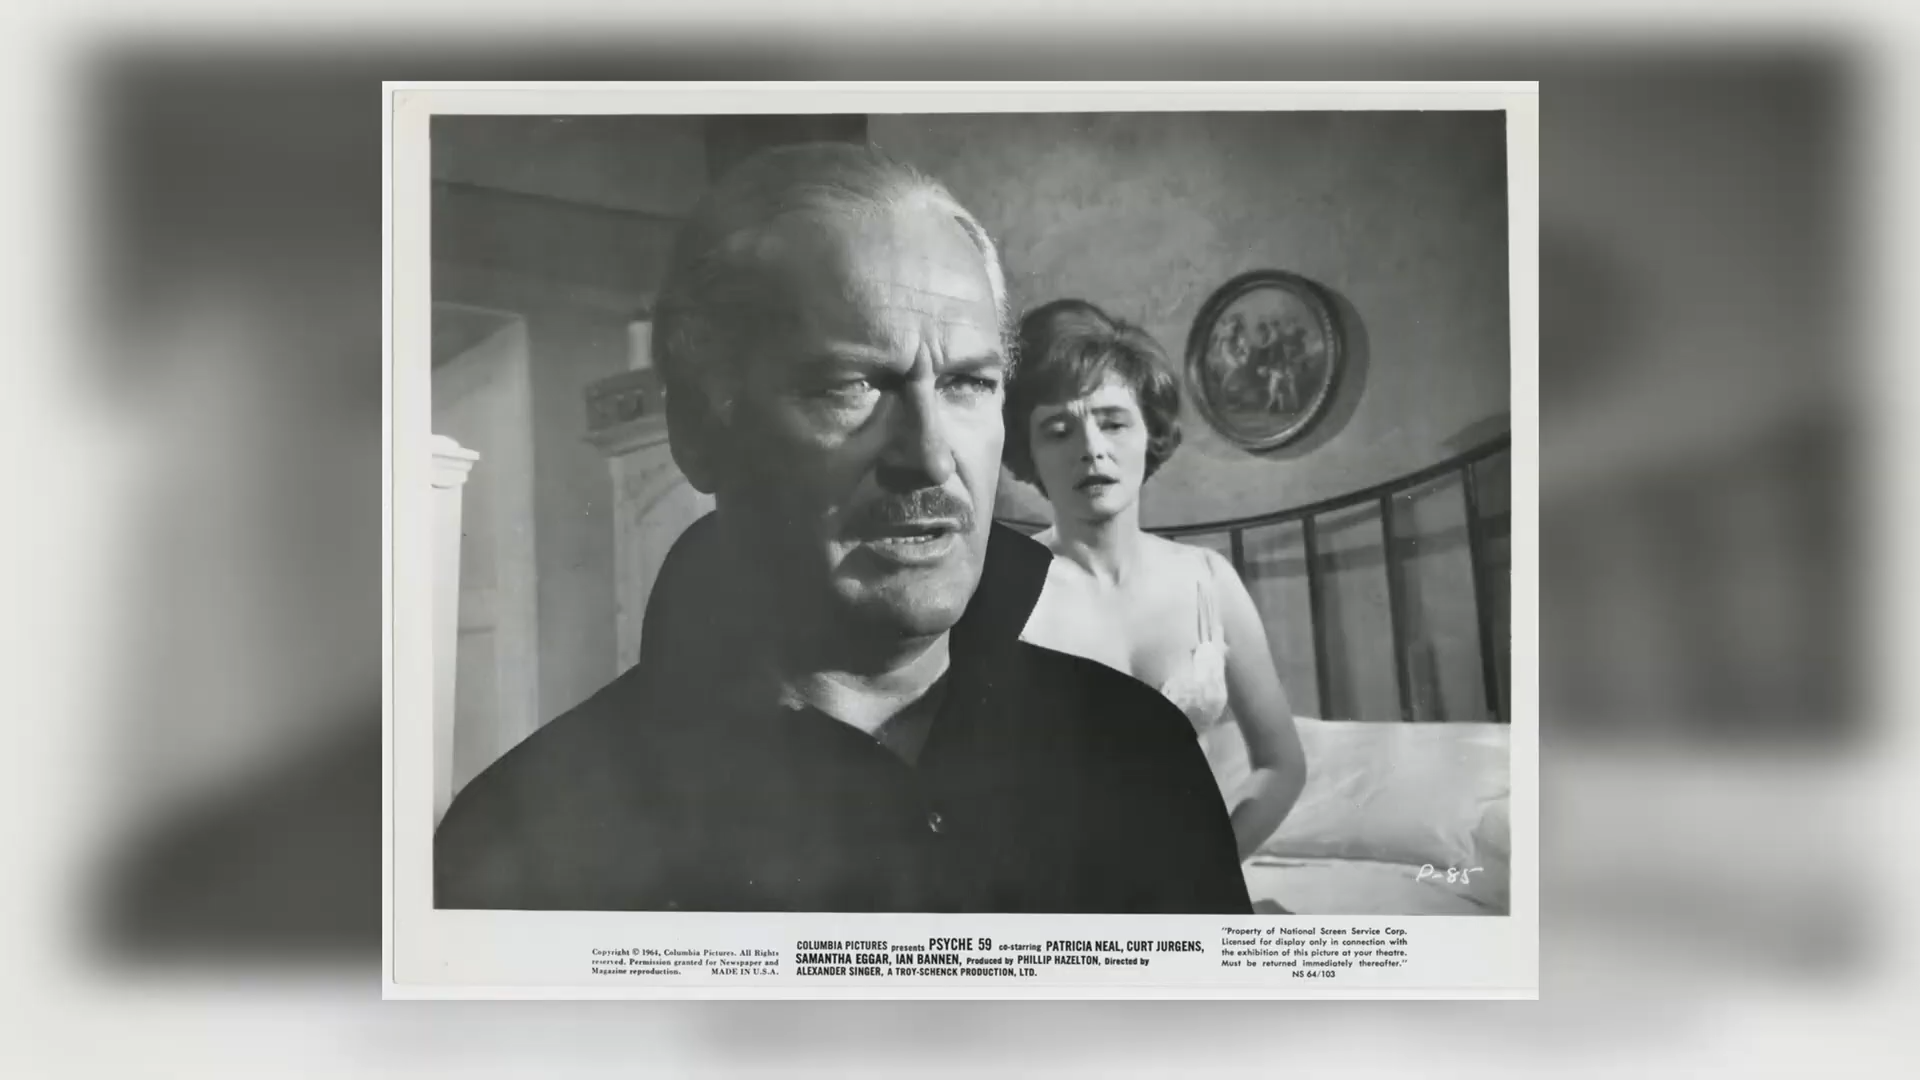 P-85
Copyright © 1964, Columbia Pictures. All Rights
reserved. Permission granted for Newspaper and
Magazine reproduction. MADE IN U.S.A.
COLUMBIA PICTURES presents PSYCHE 59 co-starring PATRICIA NEAL, CURT JURGENS,
SAMANTHA EGGAR, IAN BANNEN, Produced by PHILLIP HAZELTON, Directed by
ALEXANDER SINGER, A TROY-SCHENCK PRODUCTION, LTD.
"Property of National Screen Service Corp.
Licensed for display only in connection with
the exhibition of this picture at your theatre.
Must be returned immediately thereafter."
NS 64/103